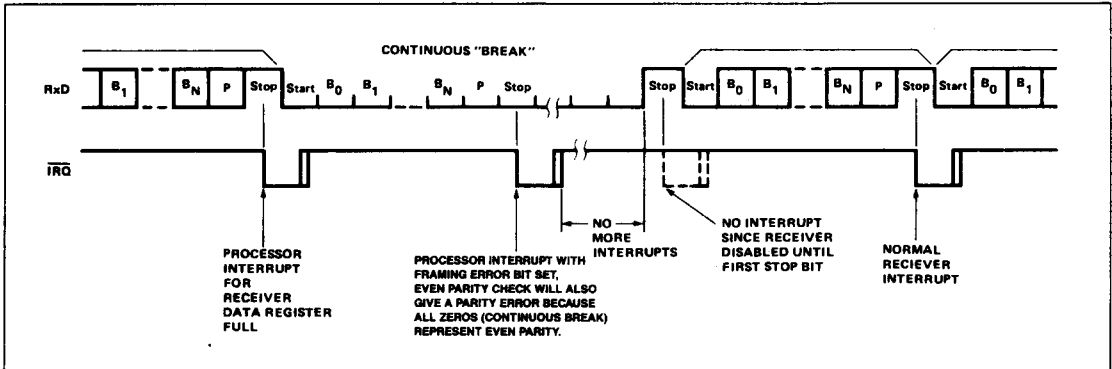 CONTINUOUS "BREAK"
RxD B1 BN P Stop Start B0 B1 BN P Stop Stop Start B0 B1 BN P Stop Start B0 B1
IRQ
NO
MORE
INTERRUPTS
PROCESSOR
INTERRUPT
FOR
RECEIVER
DATA REGISTER
FULL
PROCESSOR INTERRUPT WITH
FRAMING ERROR BIT SET,
EVEN PARITY CHECK WILL ALSO
GIVE A PARITY ERROR BECAUSE
ALL ZEROS (CONTINUOUS BREAK)
REPRESENT EVEN PARITY.
NO INTERRUPT
SINCE RECEIVER
DISABLED UNTIL
FIRST STOP BIT
NORMAL
RECIEVER
INTERRUPT